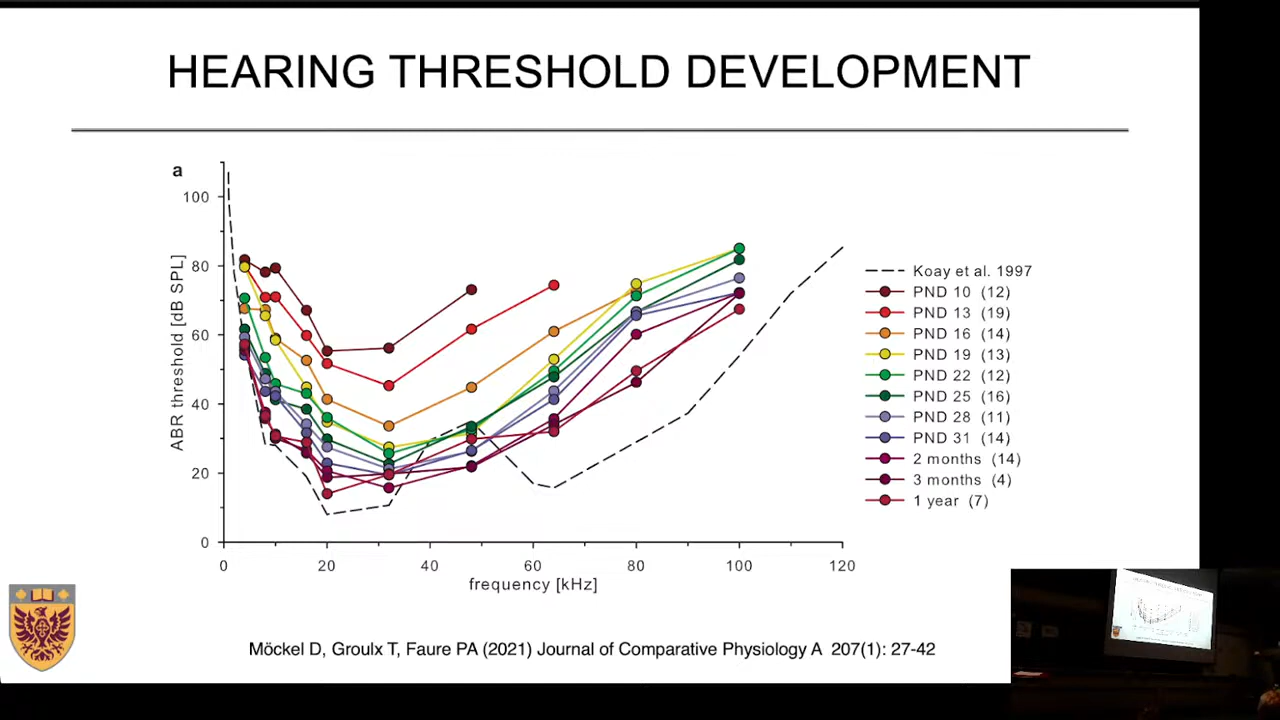 HEARING THRESHOLD DEVELOPMENT
a
ABR threshold [dB SPL]
100
80
60
40
20
0
0 20 40 60 80 100 120
frequency [kHz]
Koay et al. 1997
PND 10 (12)
PND 13 (19)
PND 16 (14)
PND 19 (13)
PND 22 (12)
PND 25 (16)
PND 28 (11)
PND 31 (14)
2 months (14)
3 months (4)
1 year (7)
Möckel D, Groulx T, Faure PA (2021) Journal of Comparative Physiology A 207(1): 27-42